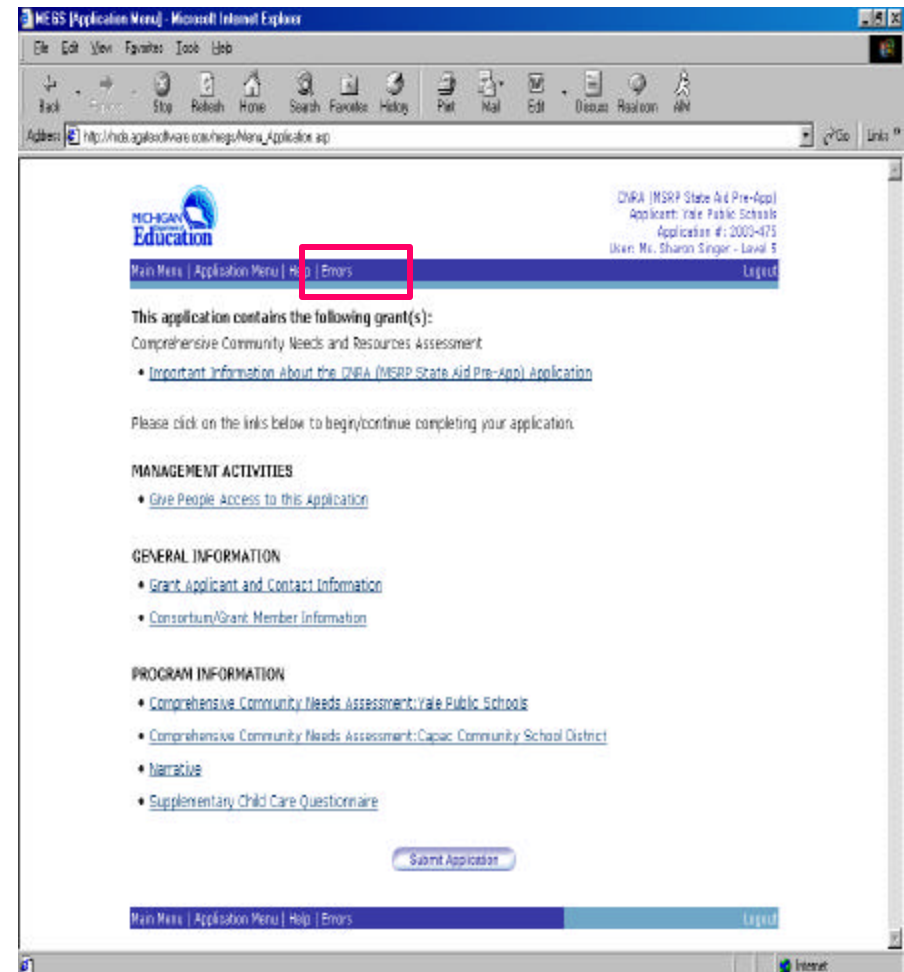 MEGS [Application Menu] - Microsoft Internet Explorer
File Edit View Favorites Tools Help
Back Stop Refresh Home Search Favorites History Print Mail Edit Discuss Realcom AIM
Address Go Links »
MICHIGAN
Education
CNRA (MSRP State Aid Pre-App)
Applicant: Yale Public Schools
Application #: 2003-475
User: Ms. Sharon Singer - Level 5
Main Menu | Application Menu | Help | Errors Logout
This application contains the following grant(s):
Comprehensive Community Needs and Resources Assessment
• Important Information About the CNRA (MSRP State Aid Pre-App) Application
Please click on the links below to begin/continue completing your application.
MANAGEMENT ACTIVITIES
• Give People Access to this Application
GENERAL INFORMATION
• Grant Applicant and Contact Information
• Consortium/Grant Member Information
PROGRAM INFORMATION
• Comprehensive Community Needs Assessment:Yale Public Schools
• Comprehensive Community Needs Assessment:Capac Community School District
• Narrative
• Supplementary Child Care Questionnaire
Submit Application
Main Menu | Application Menu | Help | Errors Logout
Internet